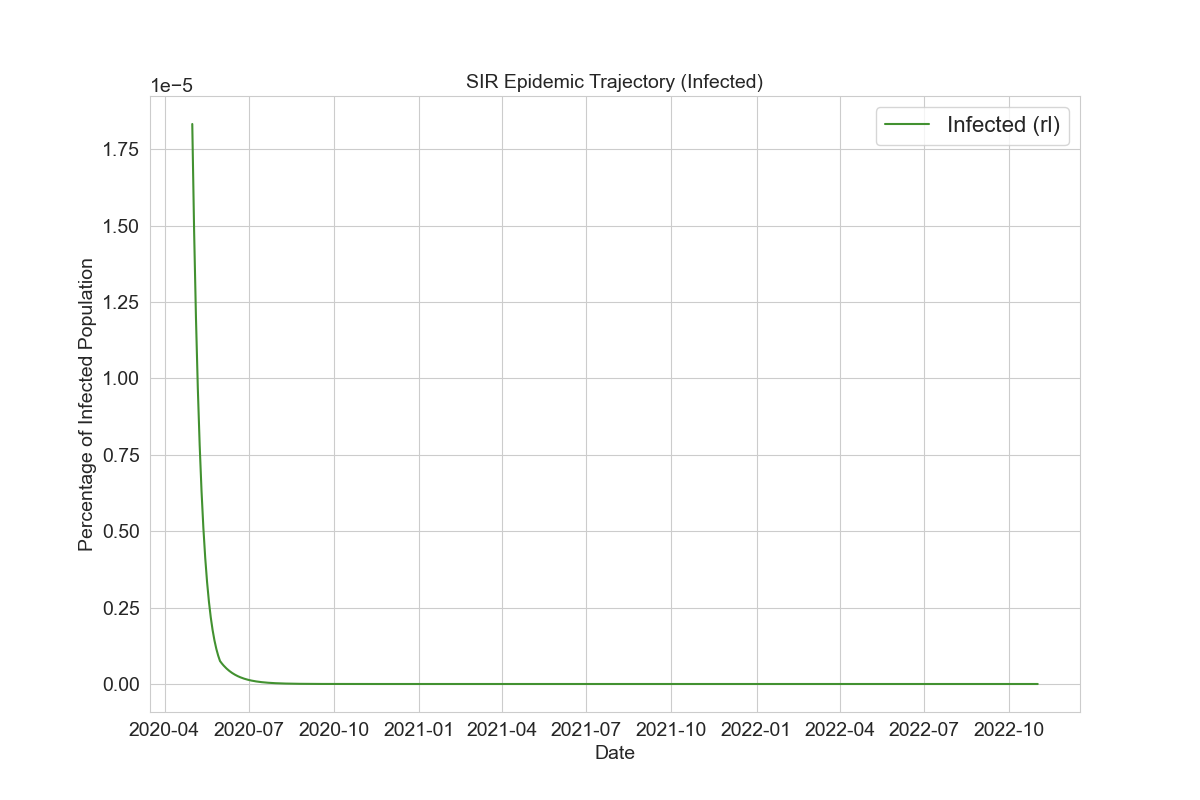 SIR Epidemic Trajectory (Infected)
1e−5
Infected (rl)
1.75
1.50
1.25
1.00
0.75
0.50
0.25
0.00
Percentage of Infected Population
2020-04 2020-07 2020-10 2021-01 2021-04 2021-07 2021-10 2022-01 2022-04 2022-07 2022-10
Date